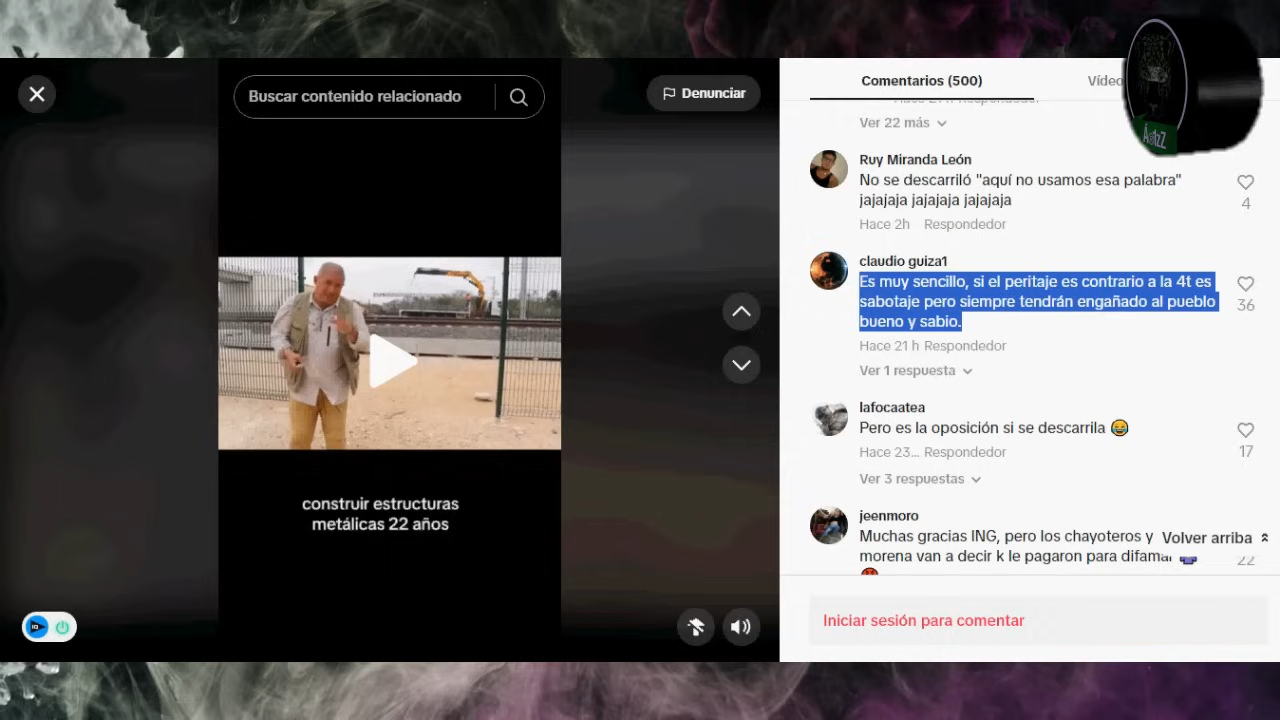 Buscar contenido relacionado
Denunciar
construir estructuras
metálicas 22 años
Comentarios (500)
Ver 22 más
Ruy Miranda León
No se descarriló "aquí no usamos esa palabra"
jajajaja jajajaja jajajaja
4
Hace 2h Respondedor
claudio guiza1
Es muy sencillo, si el peritaje es contrario a la 4t es
sabotaje pero siempre tendrán engañado al pueblo
bueno y sabio.
36
Hace 21 h Respondedor
Ver 1 respuesta
lafocaatea
Pero es la oposición si se descarrila 😂
17
Hace 23... Respondedor
Ver 3 respuestas
jeenmoro
Muchas gracias ING, pero los chayoteros y
morena van a decir k le pagaron para difamar
22
Volver arriba
Iniciar sesión para comentar